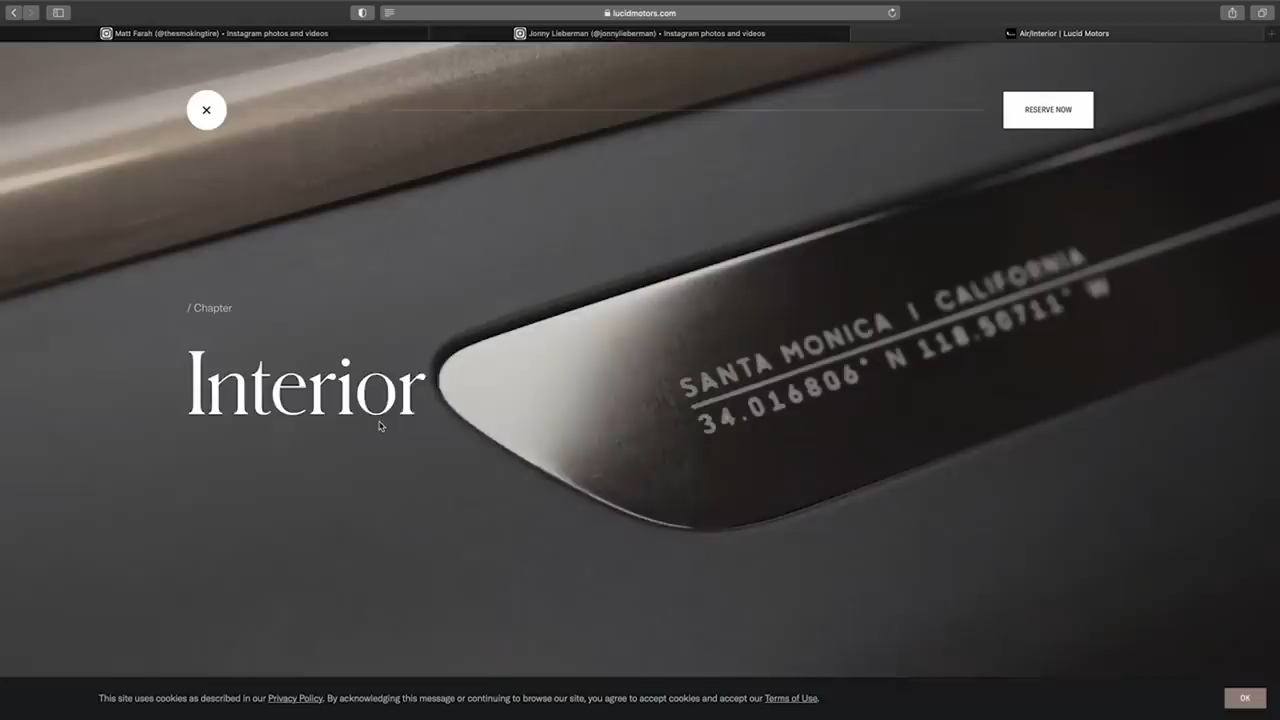 lucidmotors.com
Matt Farah (@thesmokingtire) • Instagram photos and videos
Jonny Lieberman (@jonnylieberman) • Instagram photos and videos
Air/Interior | Lucid Motors
RESERVE NOW
/ Chapter
Interior
SANTA MONICA | CALIFORNIA
34.016806° N 118.50711° W
This site uses cookies as described in our Privacy Policy. By acknowledging this message or continuing to browse our site, you agree to accept cookies and accept our Terms of Use.
OK